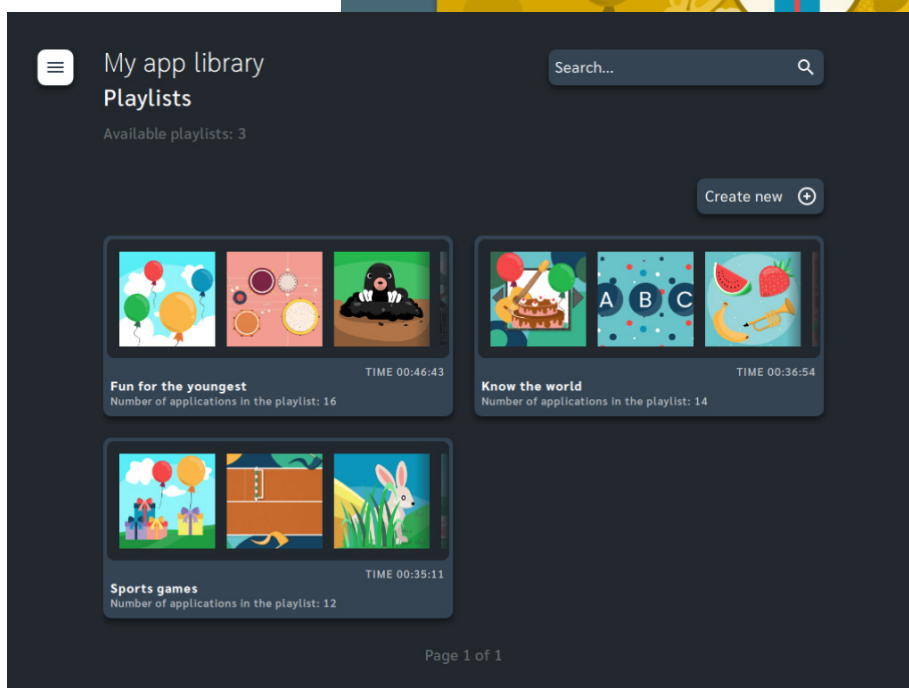 My app library
Search...
Playlists
Available playlists: 3
Create new
A B C
TIME 00:46:43
Fun for the youngest
Number of applications in the playlist: 16
TIME 00:36:54
Know the world
Number of applications in the playlist: 14
TIME 00:35:11
Sports games
Number of applications in the playlist: 12
Page 1 of 1